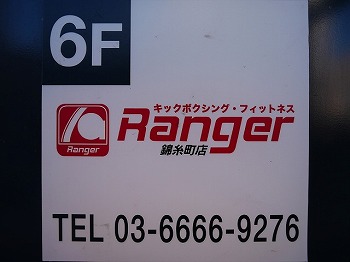 6F
キックボクシング・フィットネス
Ranger
Ranger
錦糸町店
TEL 03-6666-9276